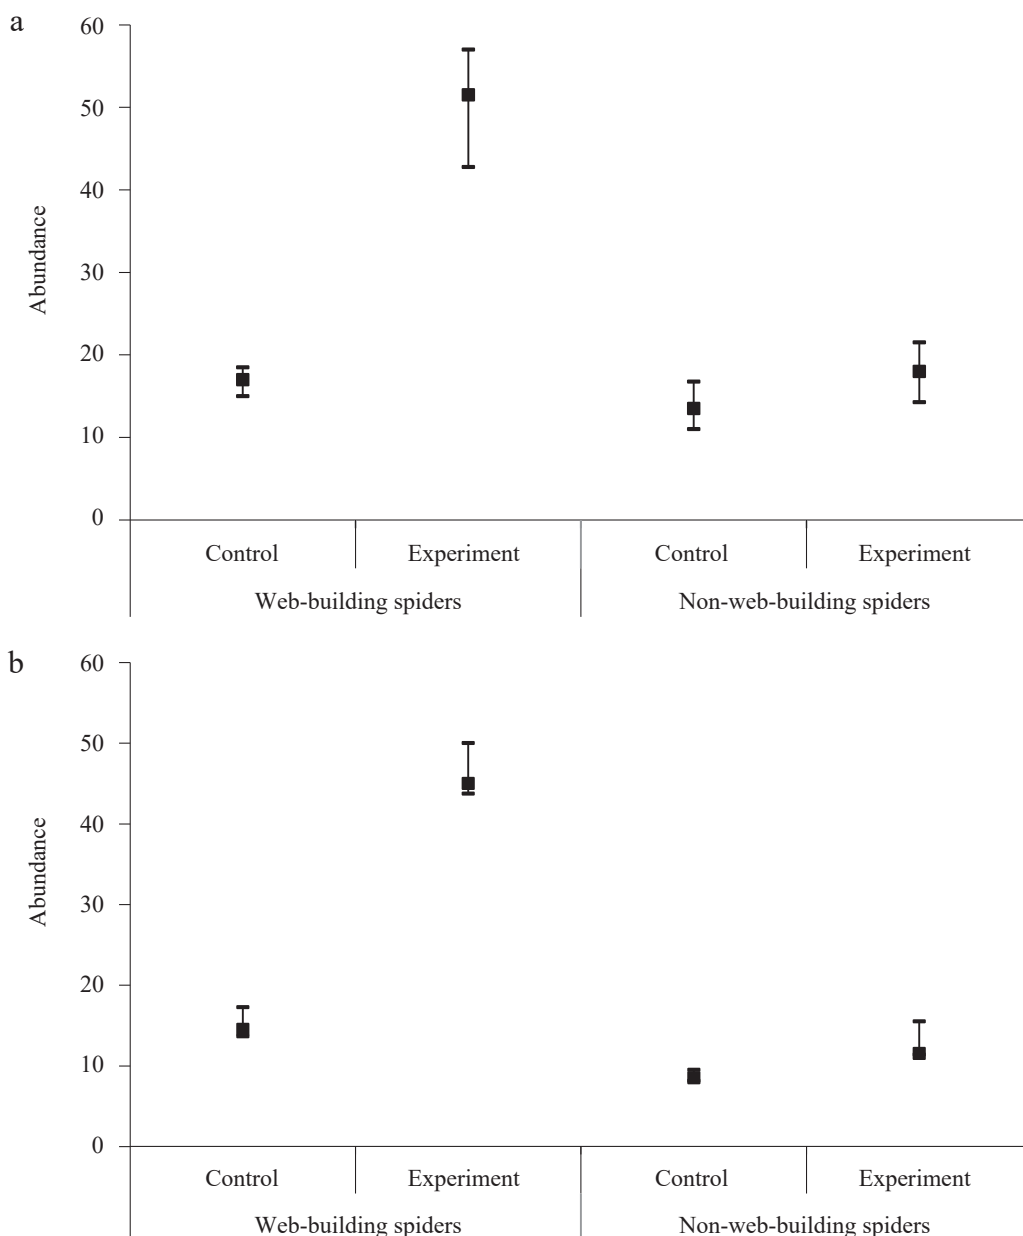 a
60
50
40
30
20
10
0
Abundance
Control Experiment Control Experiment
Web-building spiders Non-web-building spiders
b
60
50
40
30
20
10
0
Abundance
Control Experiment Control Experiment
Web-building spiders Non-web-building spiders